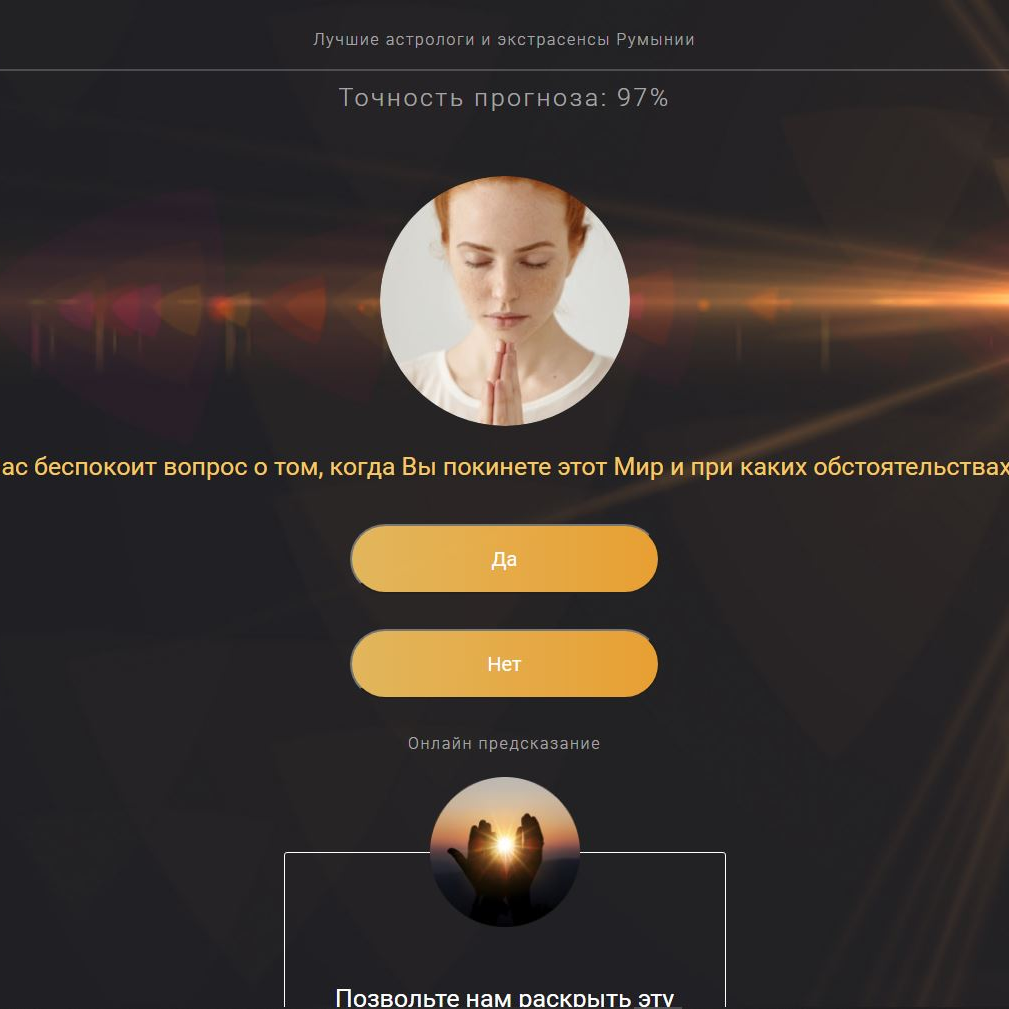 Лучшие астрологи и экстрасенсы Румынии
Точность прогноза: 97%
ас беспокоит вопрос о том, когда Вы покинете этот Мир и при каких обстоятельствах
Да
Нет
Онлайн предсказание
Позвольте нам раскрыть эту